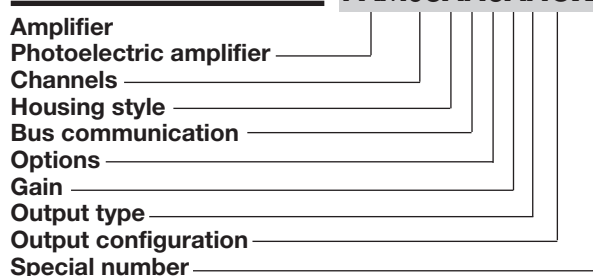 Amplifier
Photoelectric amplifier
Channels
Housing style
Bus communication
Options
Gain
Output type
Output configuration
Special number